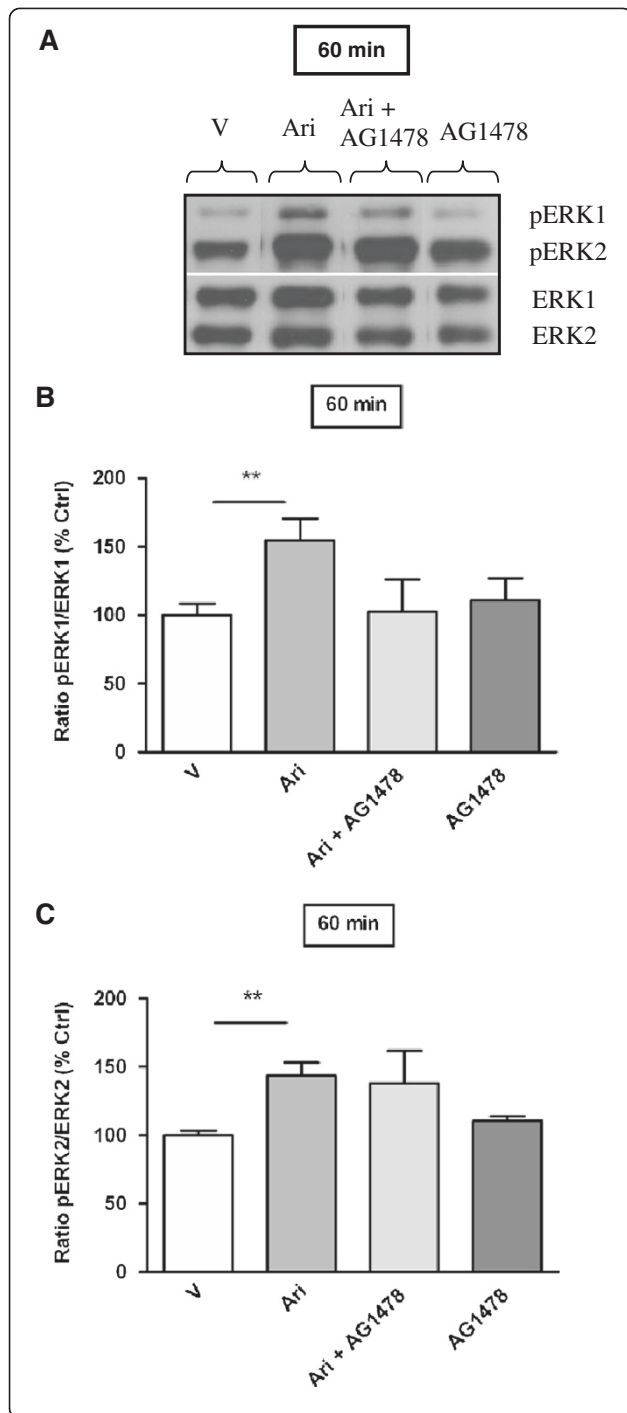 A
60 min
V
Ari
Ari +
AG1478
AG1478
pERK1
pERK2
ERK1
ERK2
B
60 min
Ratio pERK1/ERK1 (% Ctrl)
200
150
100
50
0
**
V
Ari
Ari + AG1478
AG1478
C
60 min
Ratio pERK2/ERK2 (% Ctrl)
200
150
100
50
0
**
V
Ari
Ari + AG1478
AG1478